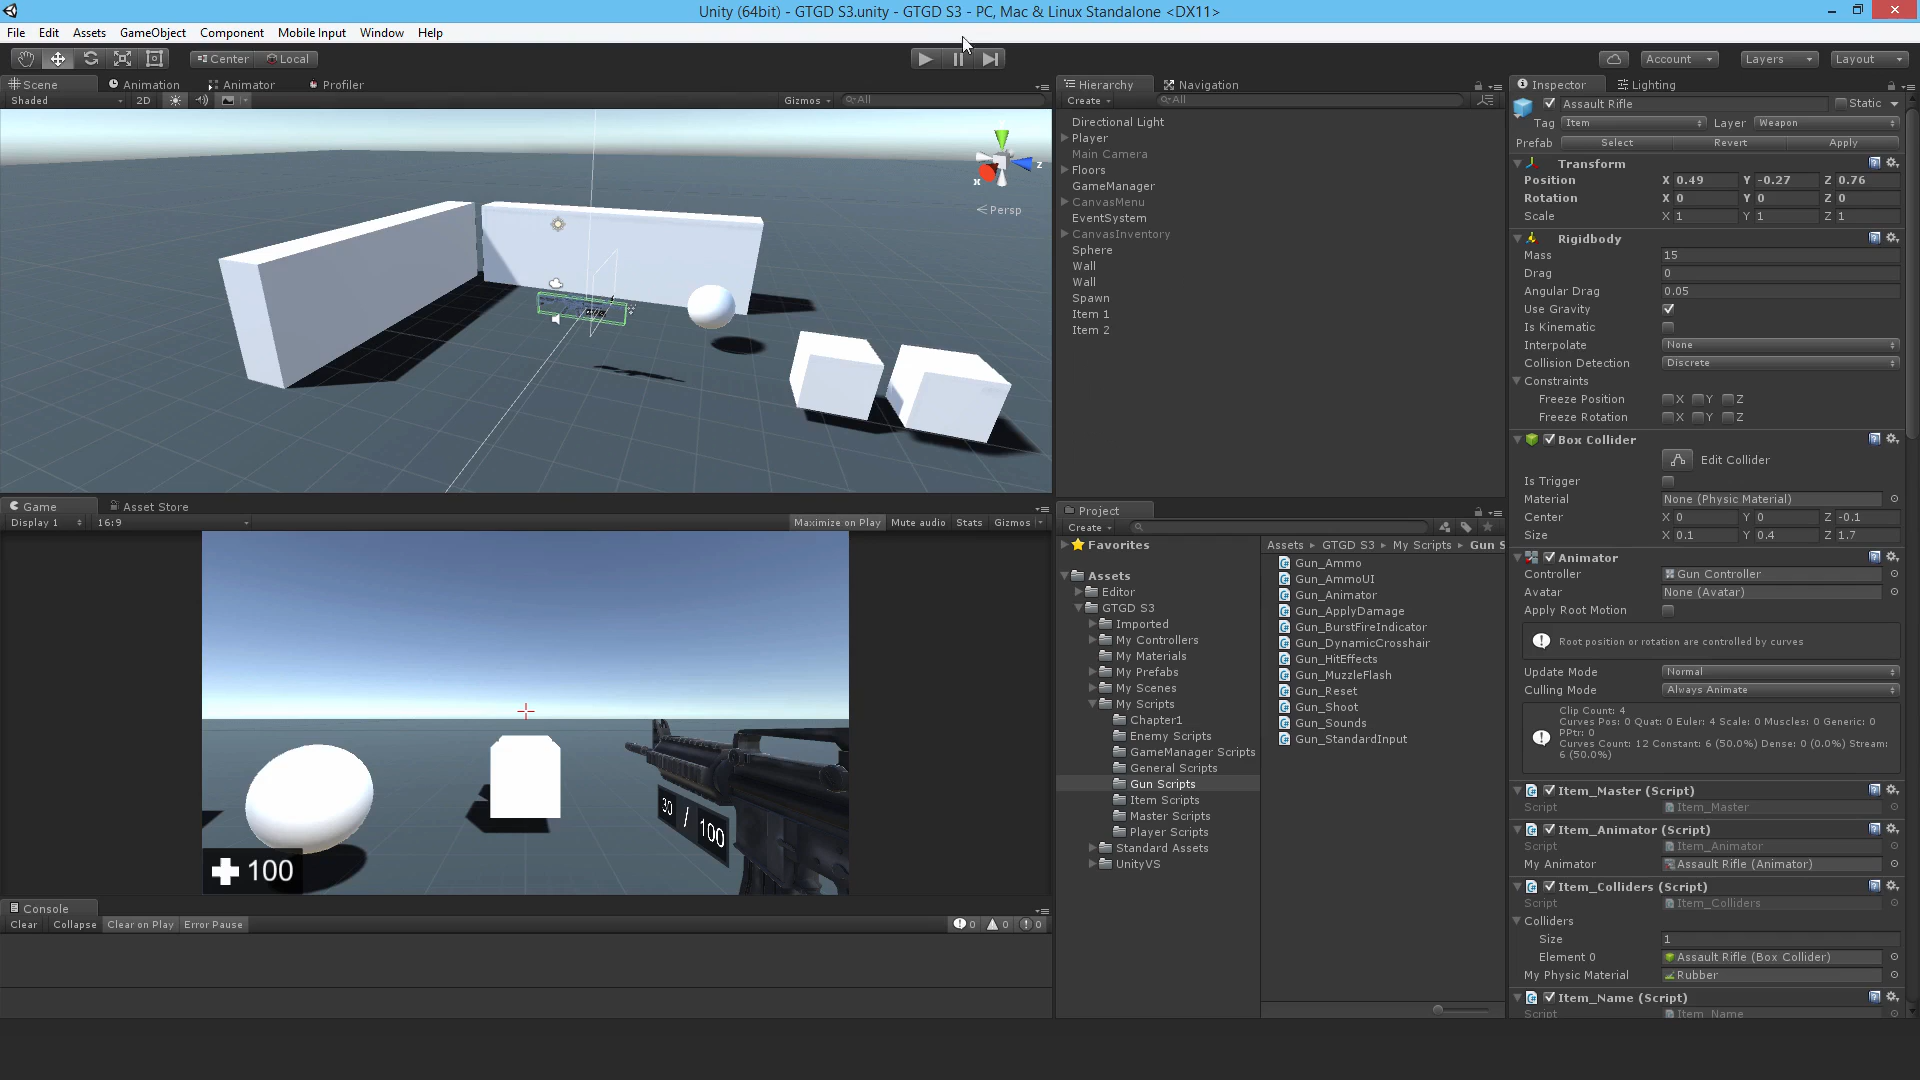 Unity (64bit) - GTGD S3.unity - GTGD S3 - PC, Mac & Linux Standalone <DX11>
File Edit Assets GameObject Component Mobile Input Window Help
Center Local Account Layers Layout
Scene Animation Animator Profiler
Shaded 2D Gizmos All
x z
Persp
Hierarchy Navigation
Create All
Directional Light
Player
Main Camera
Floors
GameManager
CanvasMenu
EventSystem
CanvasInventory
Sphere
Wall
Wall
Spawn
Item 1
Item 2
Game Asset Store
Display 1 16:9 Maximize on Play Mute audio Stats Gizmos
30 / 100
100
Console
Clear Collapse Clear on Play Error Pause 0 0 0
Project
Create
Favorites
Assets
Editor
GTGD S3
Imported
My Controllers
My Materials
My Prefabs
My Scenes
My Scripts
Chapter1
Enemy Scripts
GameManager Scripts
General Scripts
Gun Scripts
Item Scripts
Master Scripts
Player Scripts
Standard Assets
UnityVS
Assets GTGD S3 My Scripts Gun S
Gun_Ammo
Gun_AmmoUI
Gun_Animator
Gun_ApplyDamage
Gun_BurstFireIndicator
Gun_DynamicCrosshair
Gun_HitEffects
Gun_MuzzleFlash
Gun_Reset
Gun_Shoot
Gun_Sounds
Gun_StandardInput
Inspector Lighting
Assault Rifle Static
Tag Item Layer Weapon
Prefab Select Revert Apply
Transform
Position X 0.49 Y -0.27 Z 0.76
Rotation X 0 Y 0 Z 0
Scale X 1 Y 1 Z 1
Rigidbody
Mass 15
Drag 0
Angular Drag 0.05
Use Gravity
Is Kinematic
Interpolate None
Collision Detection Discrete
Constraints
Freeze Position X Y Z
Freeze Rotation X Y Z
Box Collider
Edit Collider
Is Trigger
Material None (Physic Material)
Center X 0 Y 0 Z -0.1
Size X 0.1 Y 0.4 Z 1.7
Animator
Controller Gun Controller
Avatar None (Avatar)
Apply Root Motion
Root position or rotation are controlled by curves
Update Mode Normal
Culling Mode Always Animate
Clip Count: 4
Curves Pos: 0 Quat: 0 Euler: 4 Scale: 0 Muscles: 0 Generic: 0
PPtr: 0
Curves Count: 12 Constant: 6 (50.0%) Dense: 0 (0.0%) Stream:
6 (50.0%)
Item_Master (Script)
Script Item_Master
Item_Animator (Script)
Script Item_Animator
My Animator Assault Rifle (Animator)
Item_Colliders (Script)
Script Item_Colliders
Colliders
Size 1
Element 0 Assault Rifle (Box Collider)
My Physic Material Rubber
Item_Name (Script)
Script Item_Name